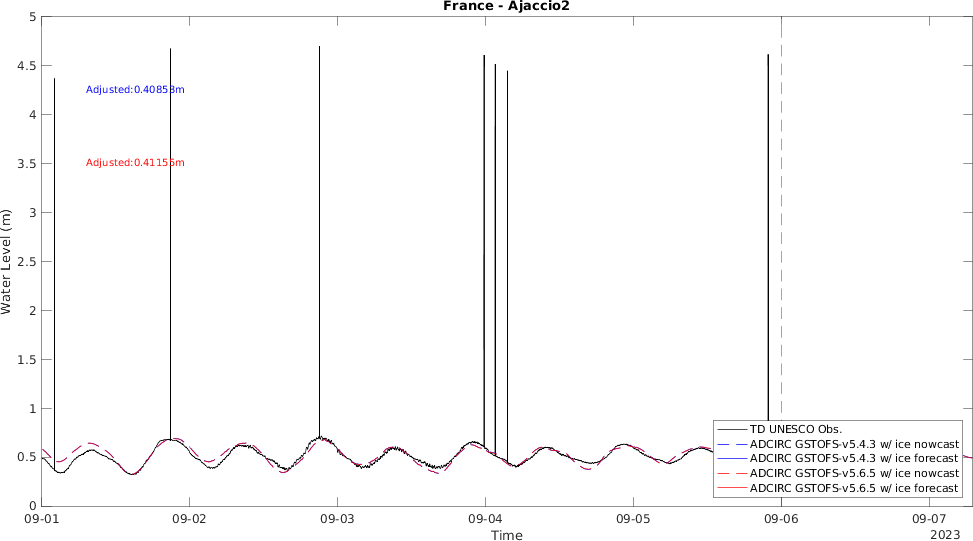 France - Ajaccio2
5
4.5
4
3.5
3
2.5
2
1.5
1
0.5
0
Water Level (m)
Adjusted:0.40853m
Adjusted:0.41155m
TD UNESCO Obs.
ADCIRC GSTOFS-v5.4.3 w/ ice nowcast
ADCIRC GSTOFS-v5.4.3 w/ ice forecast
ADCIRC GSTOFS-v5.6.5 w/ ice nowcast
ADCIRC GSTOFS-v5.6.5 w/ ice forecast
09-01 09-02 09-03 09-04 09-05 09-06 09-07
Time
2023